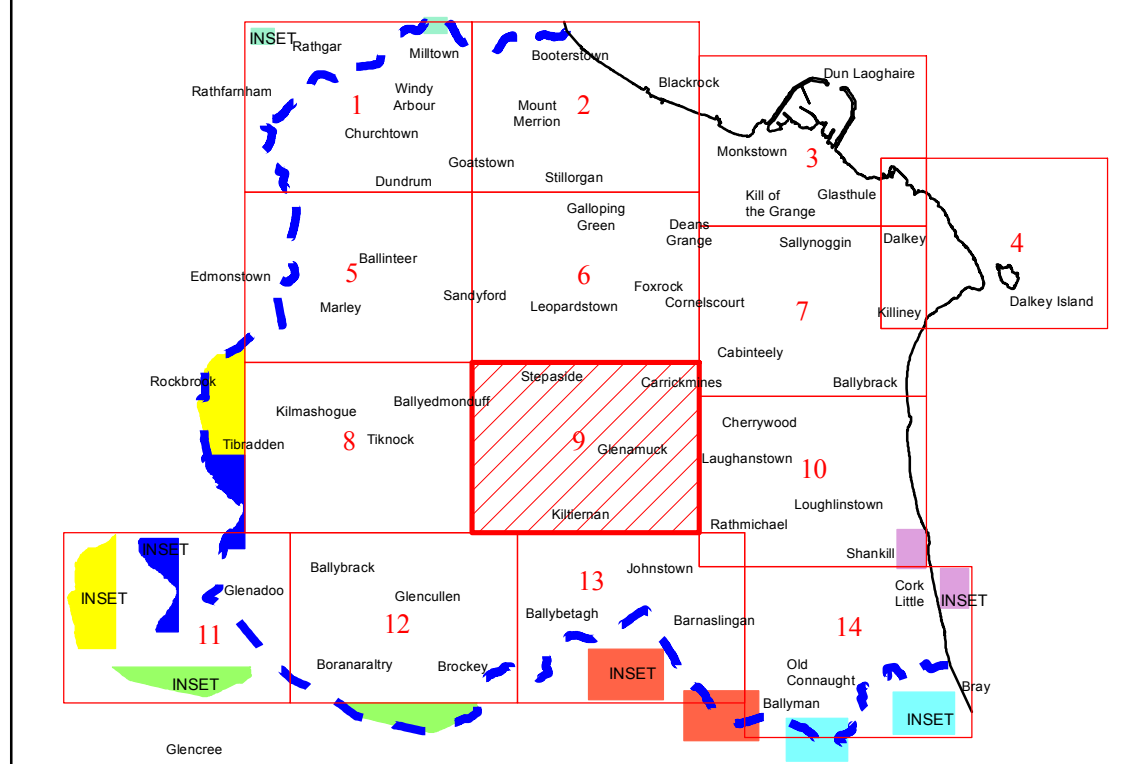 INSET
Rathgar
Milltown
Booterstown
Rathfarnham
Windy
Arbour
1
Churchtown
Goatstown
Dundrum
Mount
Merrion
2
Stillorgan
Blackrock
Dun Laoghaire
Monkstown
3
Kill of
the Grange
Glasthule
4
Dalkey Island
Edmonstown
5
Ballinteer
Marley
Sandyford
Galloping
Green
6
Deans
Grange
Foxrock
Leopardstown
Cornelscourt
Sallynoggin
Dalkey
7
Killiney
Cabinteely
Ballybrack
Rockbrook
Tibradden
Kilmashogue
Ballyedmonduff
8
Tiknock
Stepaside
Carrickmines
9
Glenamuck
Kiltiernan
Cherrywood
Laughanstown
10
Loughlinstown
Rathmichael
Shankill
INSET
INSET
Glenadoo
11
INSET
Ballybrack
Glencullen
12
Boranaraltry
Brockey
13
Johnstown
Ballybetagh
Barnaslingan
INSET
Cork
Little
INSET
14
Old
Connaught
Bray
Ballyman
INSET
Glencree